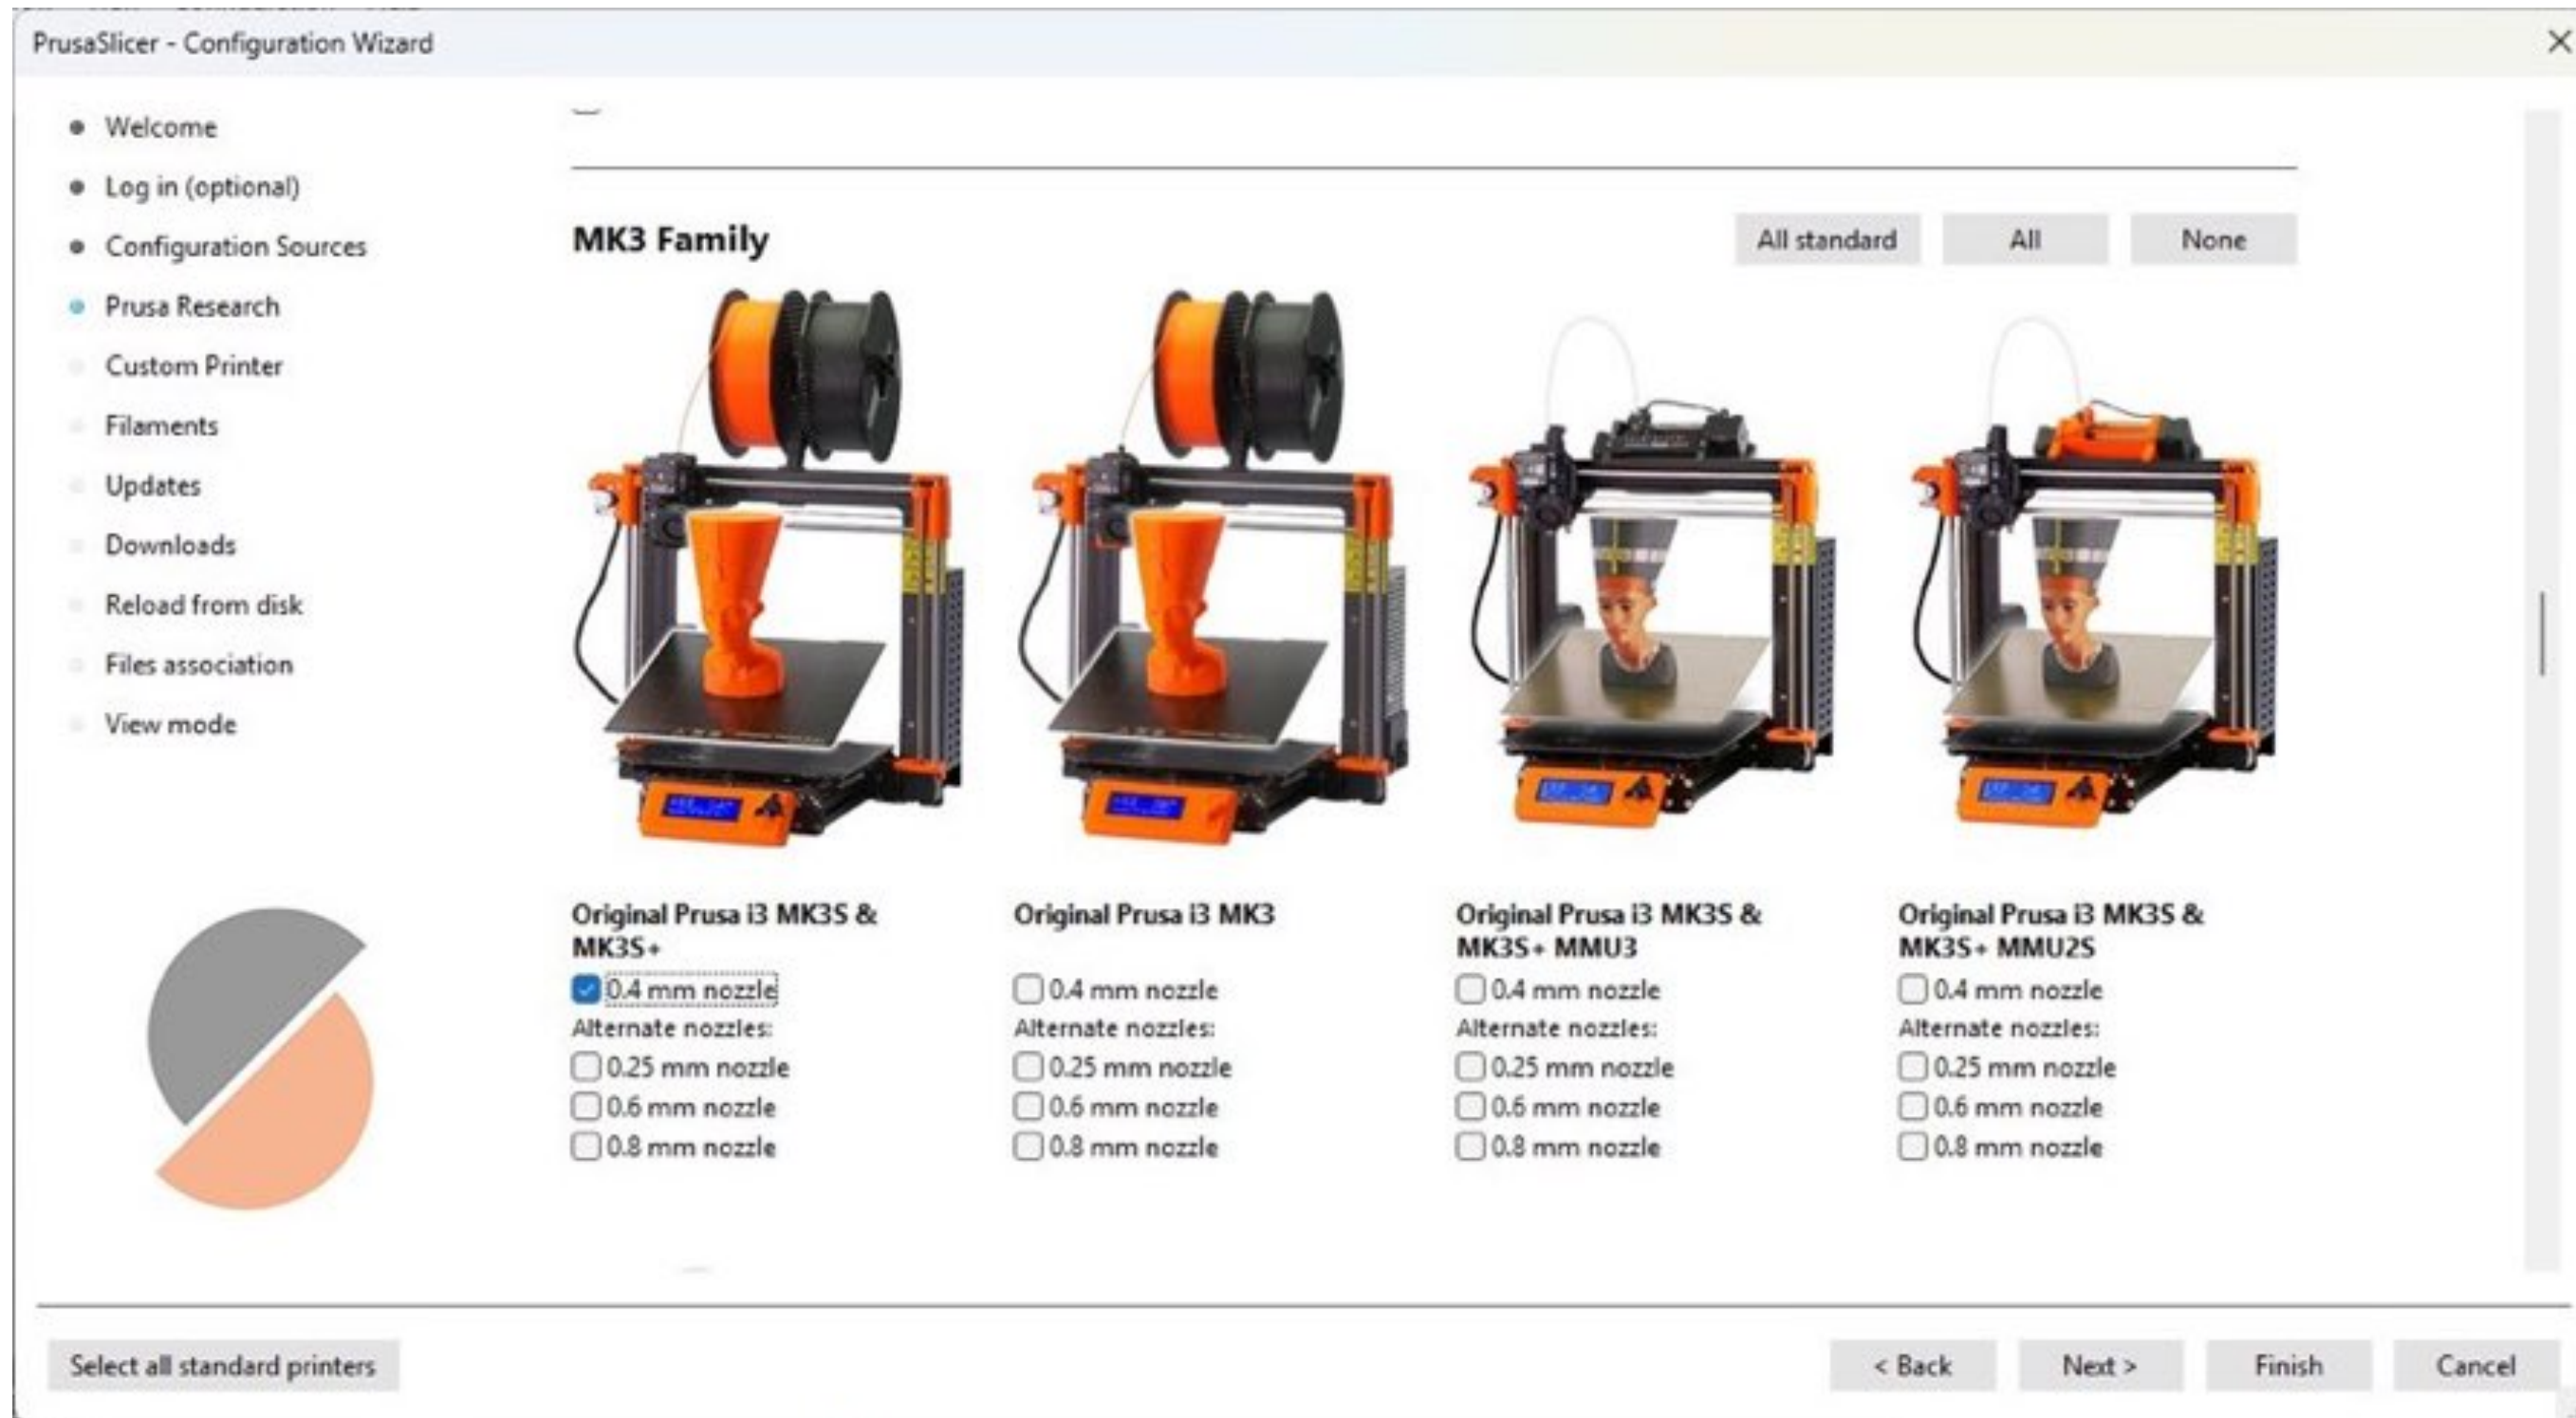 PrusaSlicer - Configuration Wizard
Welcome
Log in (optional)
Configuration Sources
Prusa Research
Custom Printer
Filaments
Updates
Downloads
Reload from disk
Files association
View mode
MK3 Family
All standard
All
None
Original Prusa i3 MK3S &
MK3S+
0.4 mm nozzle
Alternate nozzles:
0.25 mm nozzle
0.6 mm nozzle
0.8 mm nozzle
Original Prusa i3 MK3
0.4 mm nozzle
Alternate nozzles:
0.25 mm nozzle
0.6 mm nozzle
0.8 mm nozzle
Original Prusa i3 MK3S &
MK3S+ MMU3
0.4 mm nozzle
Alternate nozzles:
0.25 mm nozzle
0.6 mm nozzle
0.8 mm nozzle
Original Prusa i3 MK3S &
MK3S+ MMU2S
0.4 mm nozzle
Alternate nozzles:
0.25 mm nozzle
0.6 mm nozzle
0.8 mm nozzle
Select all standard printers
< Back
Next >
Finish
Cancel